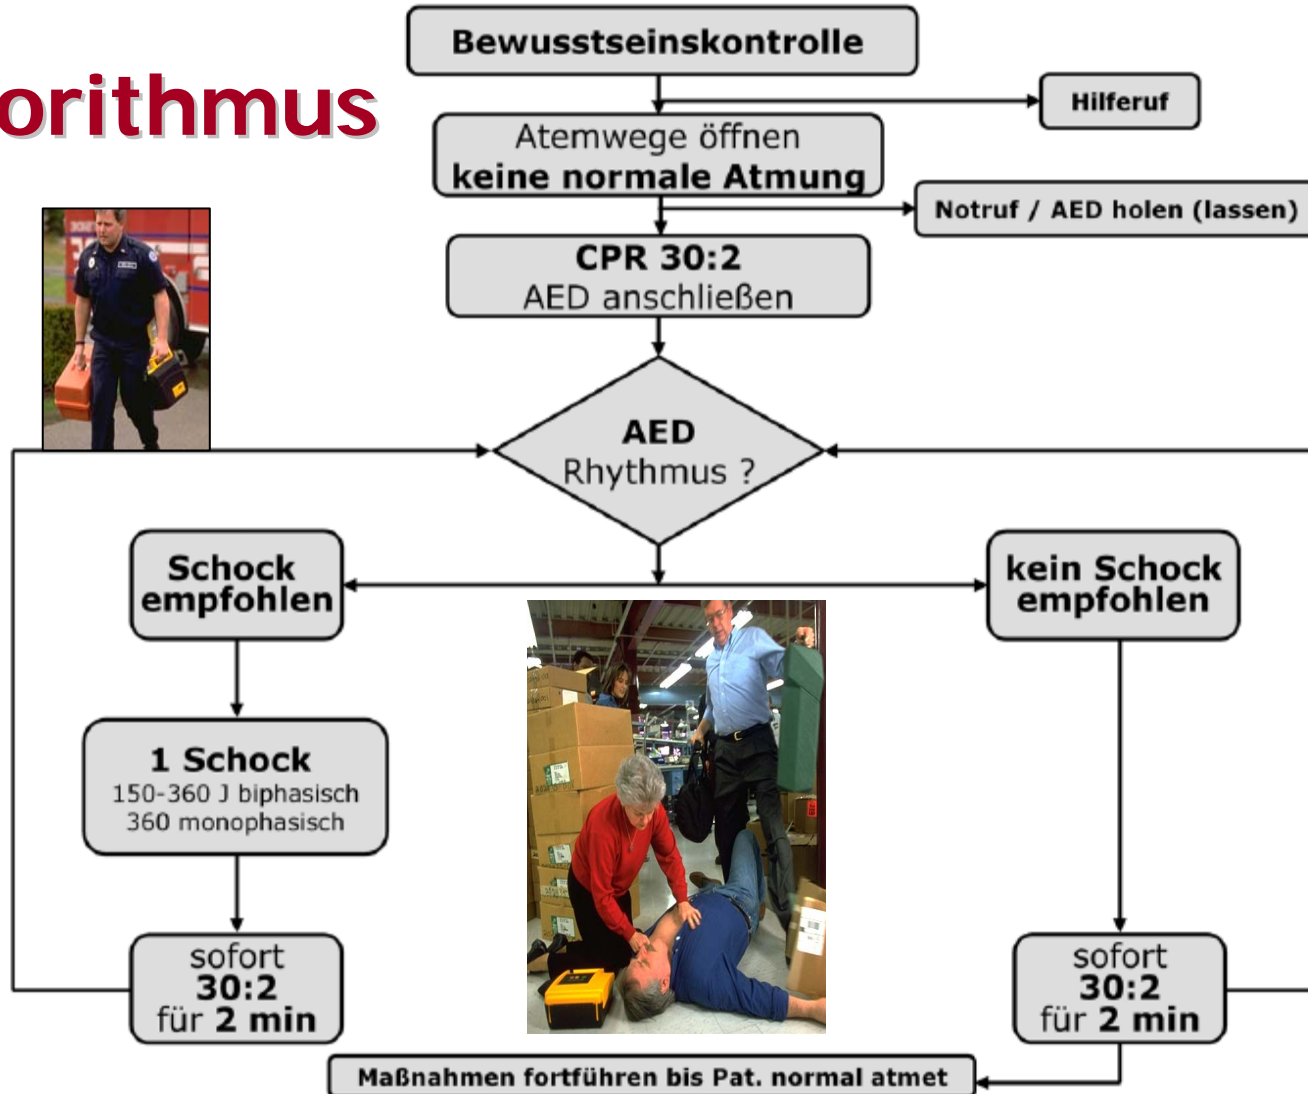 Bewusstseinskontrolle
orithmus
Hilferuf
Atemwege öffnen
keine normale Atmung
Notruf / AED holen (lassen)
CPR 30:2
AED anschließen
AED
Rhythmus ?
Schock
empfohlen
kein Schock
empfohlen
1 Schock
150-360 J biphasisch
360 monophasisch
sofort
30:2
für 2 min
sofort
30:2
für 2 min
Maßnahmen fortführen bis Pat. normal atmet